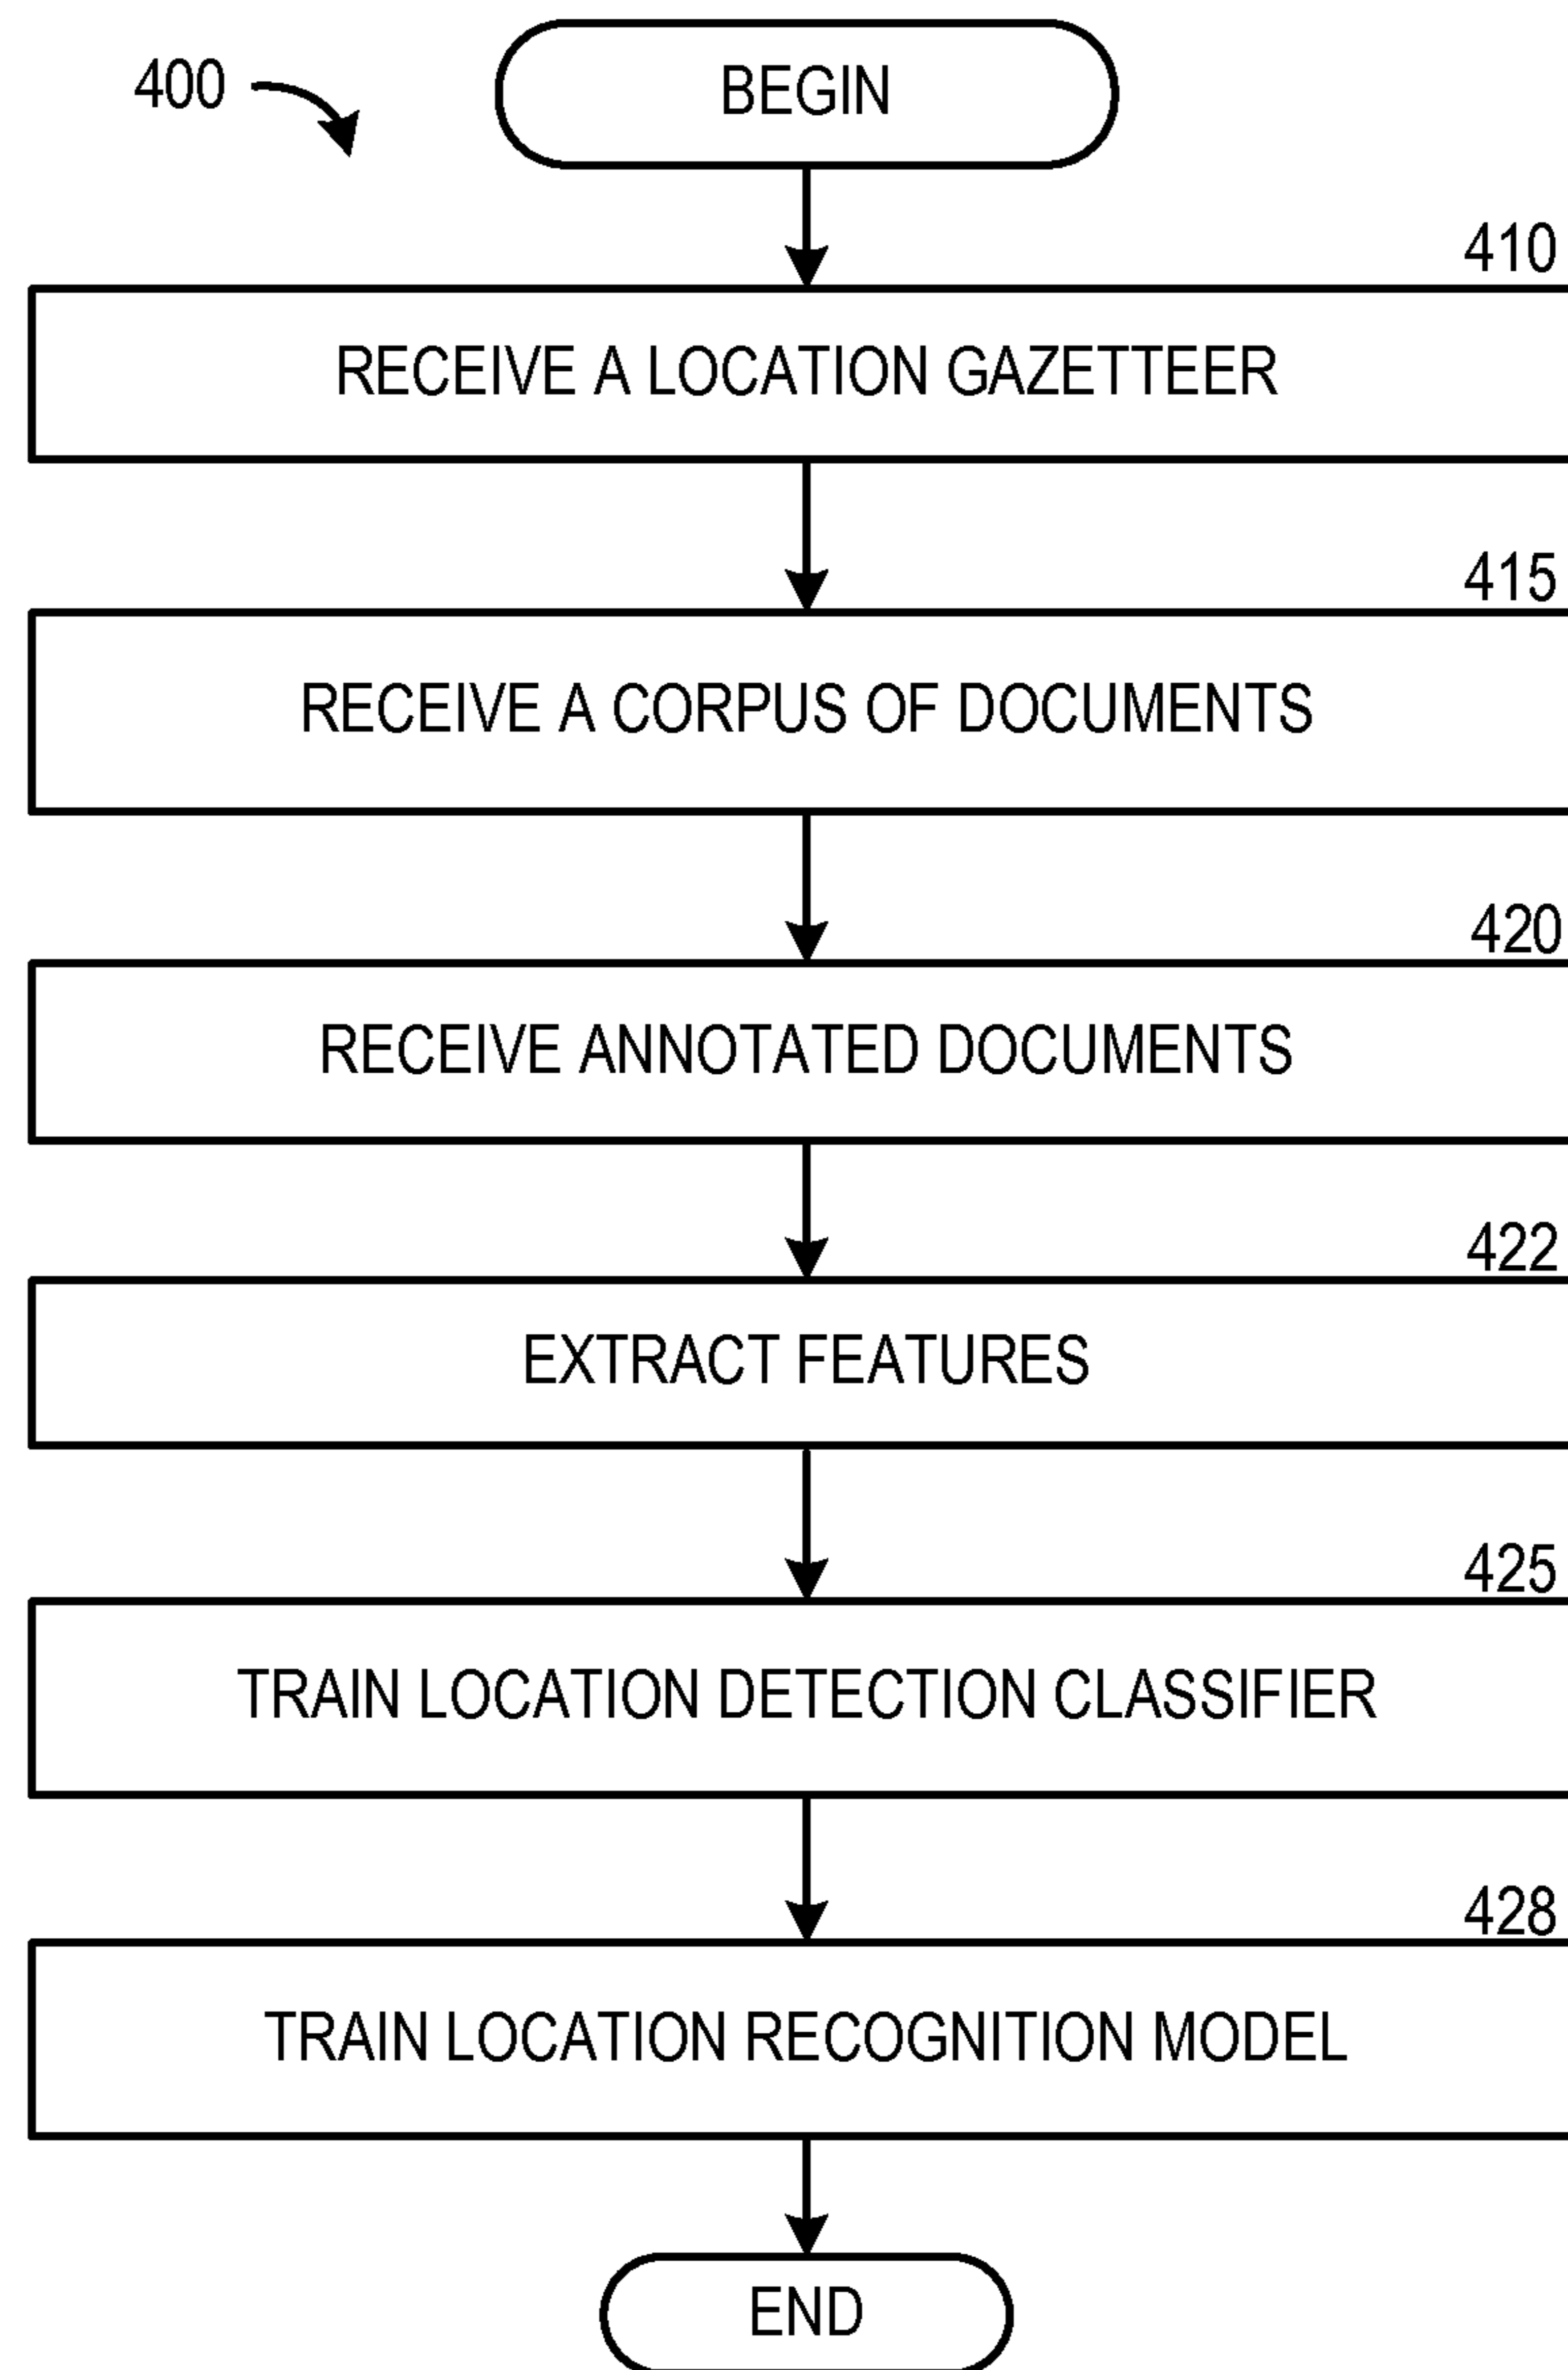 400
BEGIN
410
RECEIVE A LOCATION GAZETTEER
415
RECEIVE A CORPUS OF DOCUMENTS
420
RECEIVE ANNOTATED DOCUMENTS
422
EXTRACT FEATURES
425
TRAIN LOCATION DETECTION CLASSIFIER
428
TRAIN LOCATION RECOGNITION MODEL
END